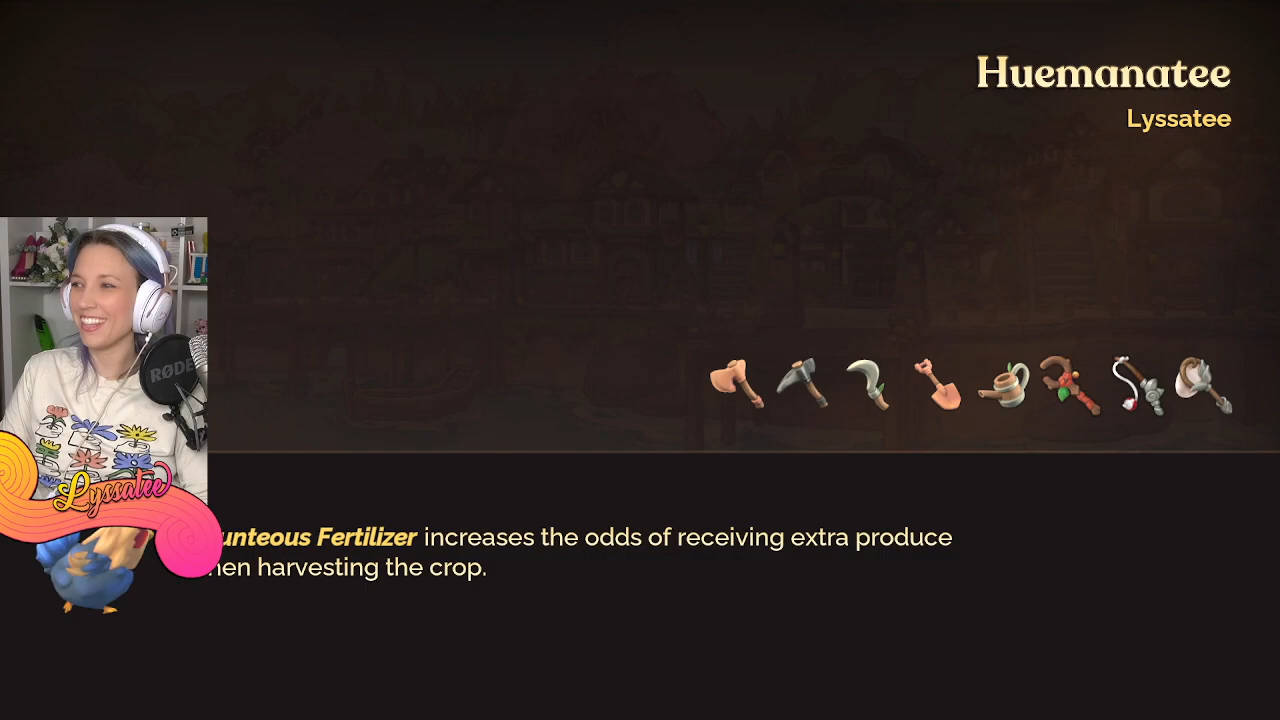 Huemanatee
Lyssatee
RØDE
Lyssatee
unteous Fertilizer increases the odds of receiving extra produce
hen harvesting the crop.